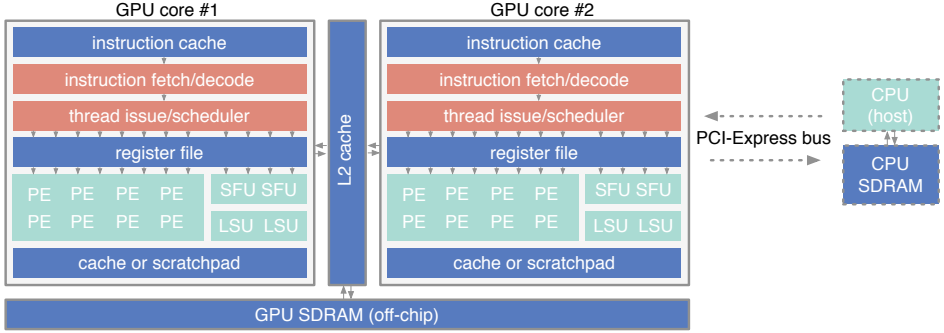 GPU core #1
GPU core #2
instruction cache
instruction fetch/decode
thread issue/scheduler
register file
PE PE PE PE
SFU SFU
PE PE PE PE
LSU LSU
cache or scratchpad
L2 cache
instruction cache
instruction fetch/decode
thread issue/scheduler
register file
PE PE PE PE
SFU SFU
PE PE PE PE
LSU LSU
cache or scratchpad
GPU SDRAM (off-chip)
PCI-Express bus
CPU
(host)
CPU
SDRAM